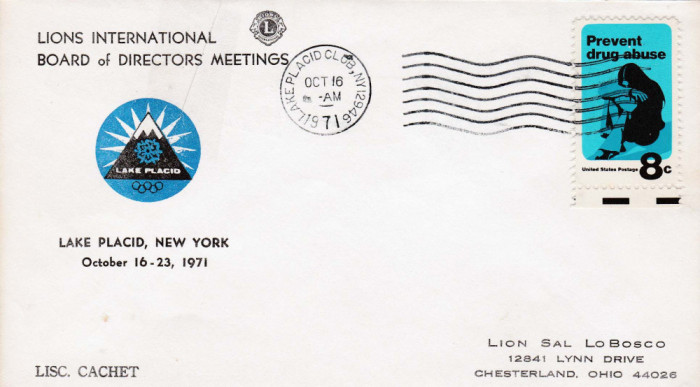 LIONS INTERNATIONAL
BOARD of DIRECTORS MEETINGS
L
LAKE PLACID CLUB, NY 12946
OCT 16
-AM
1971
Prevent
drug abuse
United States Postage 8c
LAKE PLACID
LAKE PLACID, NEW YORK
October 16-23, 1971
LION SAL LOBOSCO
12841 LYNN DRIVE
CHESTERLAND, OHIO 44026
LISC. CACHET